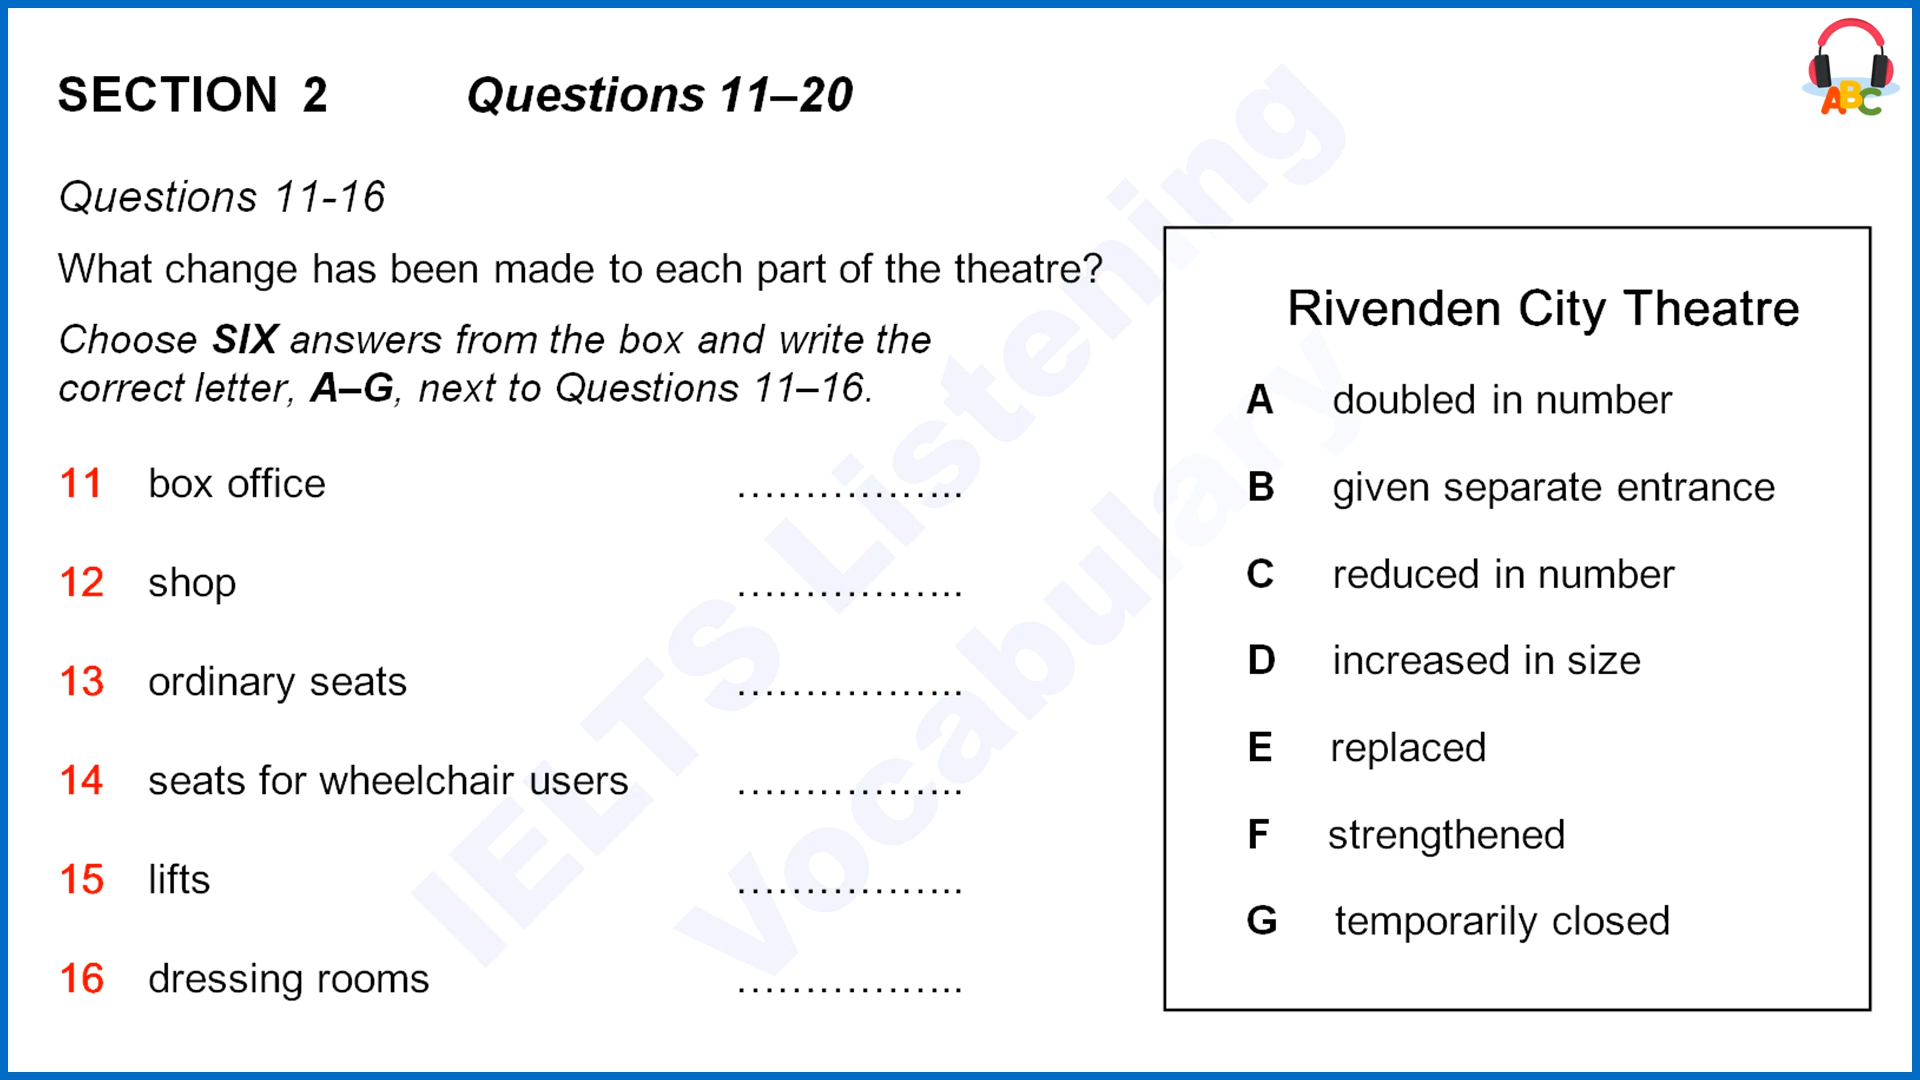 SECTION 2 Questions 11–20
ABC
Questions 11-16
What change has been made to each part of the theatre?
Choose SIX answers from the box and write the
correct letter, A–G, next to Questions 11–16.
11 box office ………………..
12 shop ………………..
13 ordinary seats ………………..
14 seats for wheelchair users ………………..
15 lifts ………………..
16 dressing rooms ………………..
Rivenden City Theatre
A doubled in number
B given separate entrance
C reduced in number
D increased in size
E replaced
F strengthened
G temporarily closed
IELTS Listening
Vocabulary